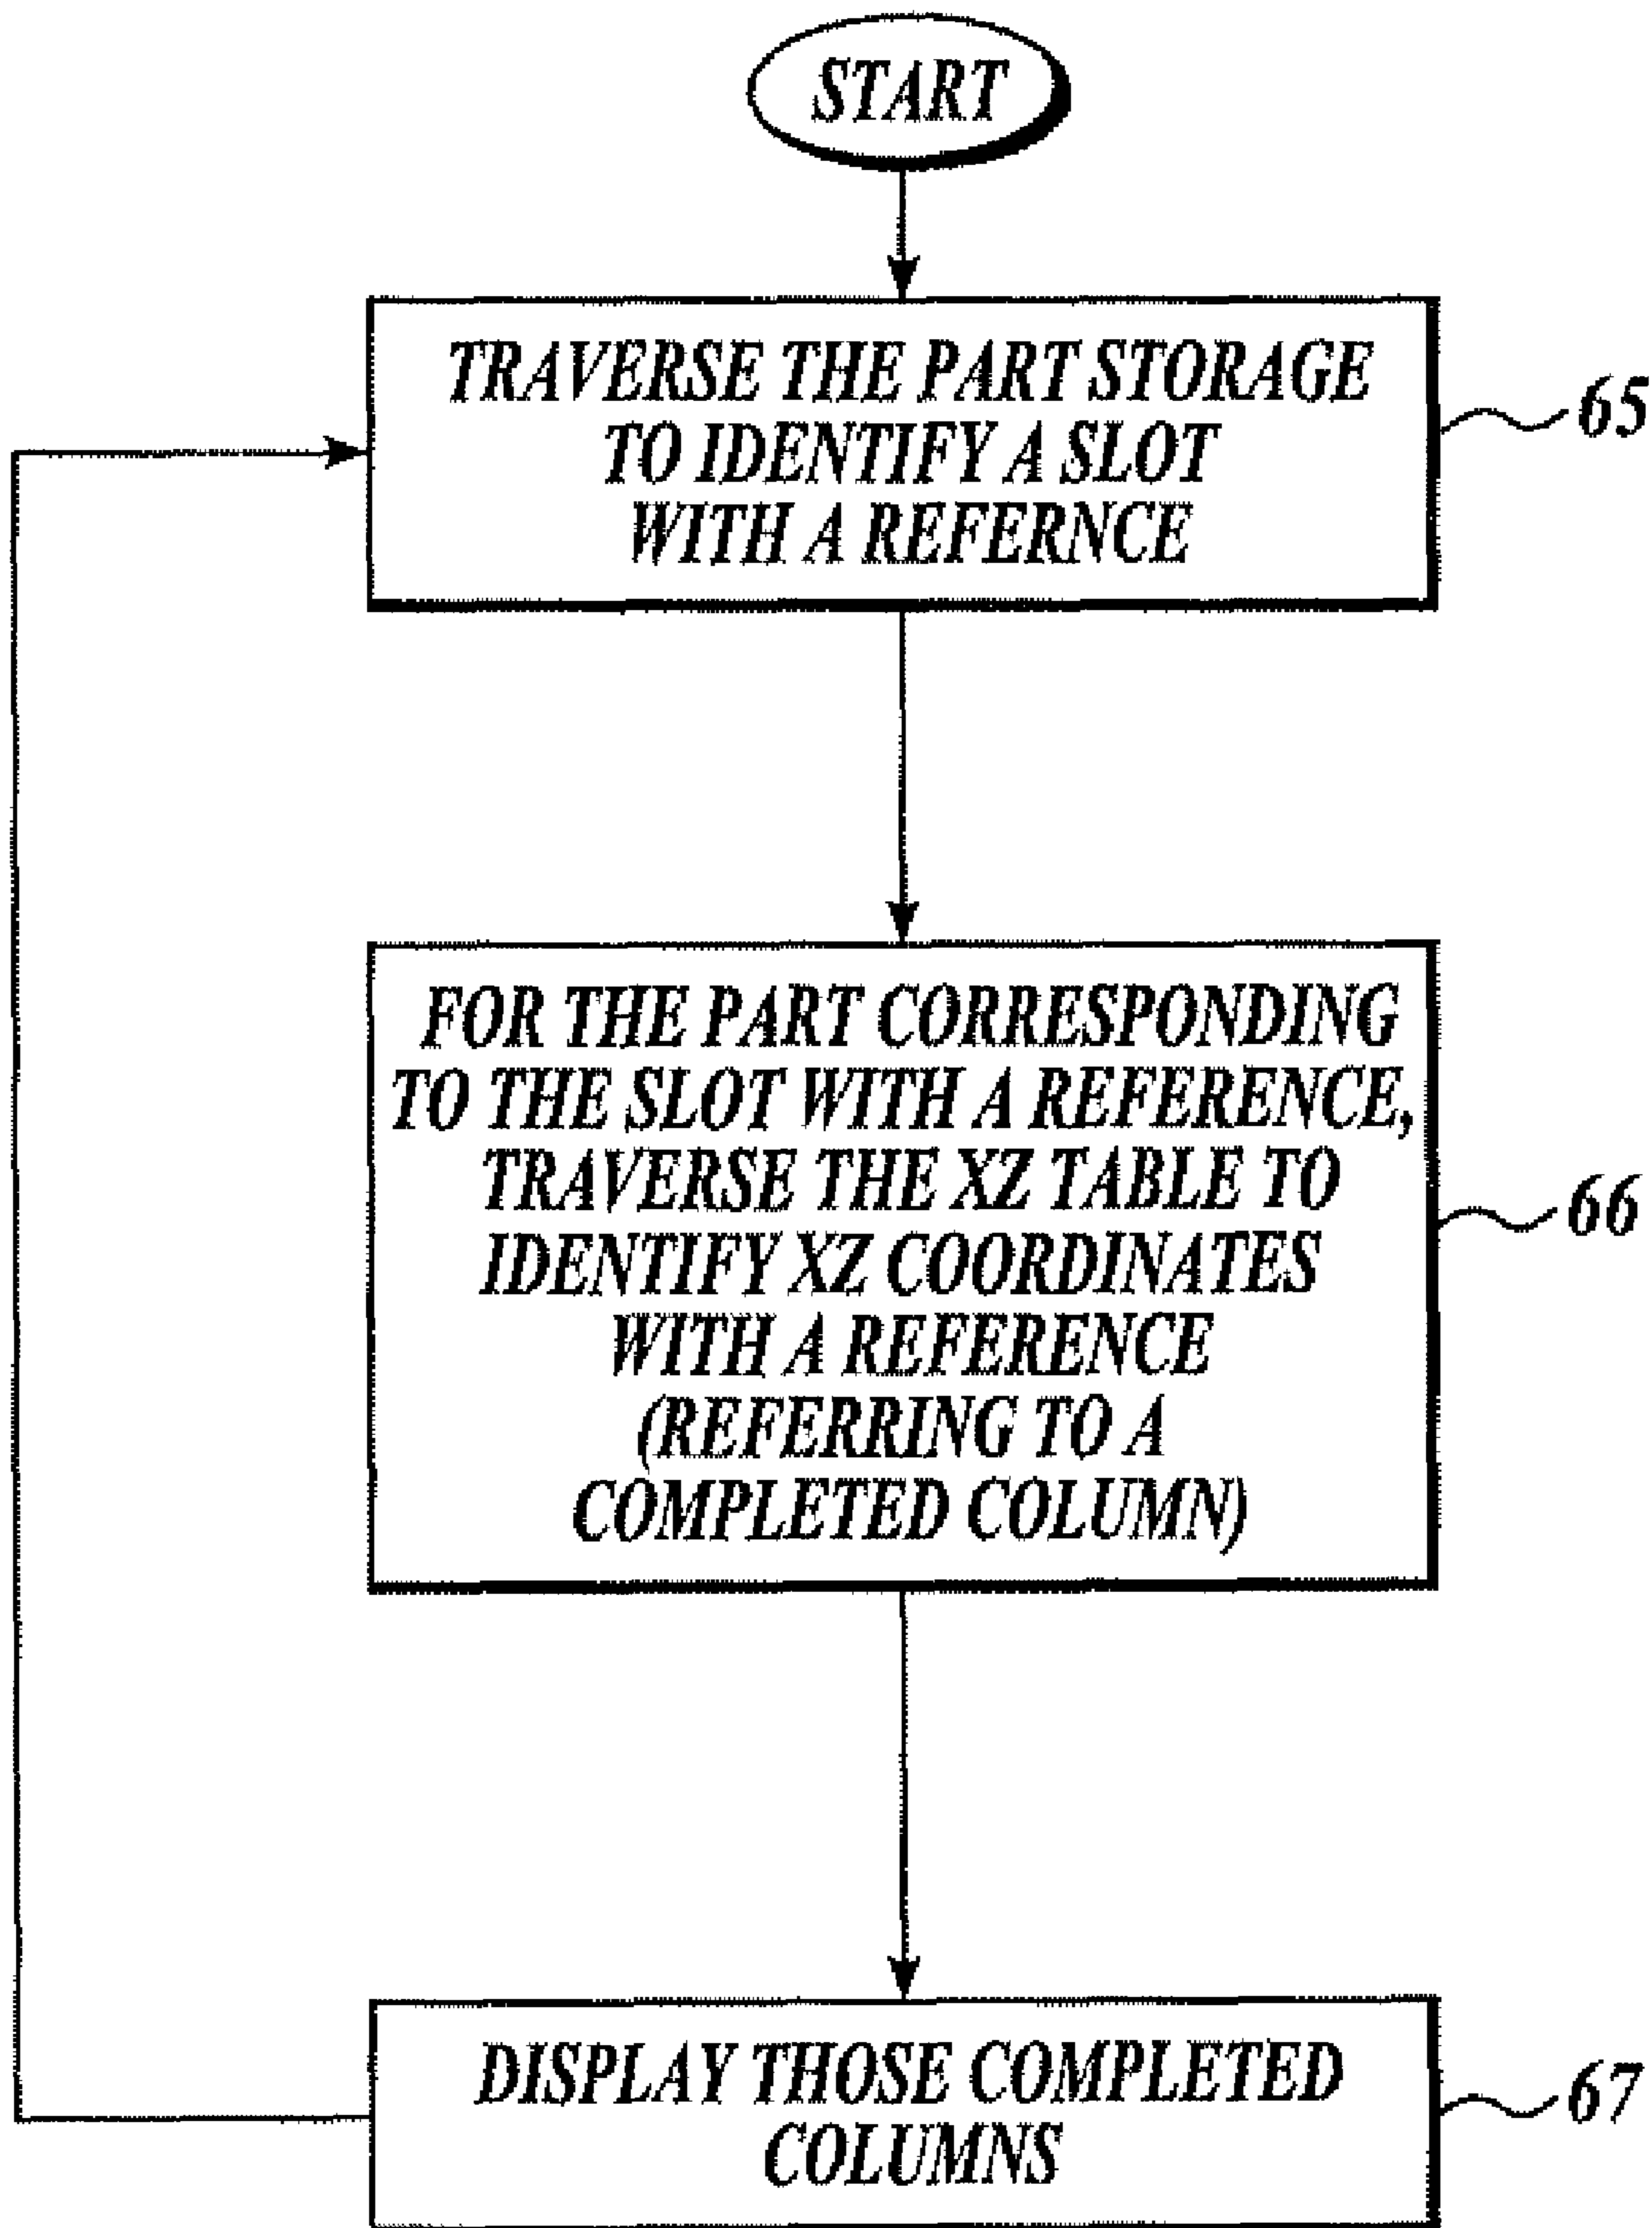 START
TRAVERSE THE PART STORAGE
TO IDENTIFY A SLOT
WITH A REFERNCE
65
FOR THE PART CORRESPONDING
TO THE SLOT WITH A REFERENCE,
TRAVERSE THE XZ TABLE TO
IDENTIFY XZ COORDINATES
WITH A REFERENCE
(REFERRING TO A
COMPLETED COLUMN)
66
DISPLAY THOSE COMPLETED
COLUMNS
67